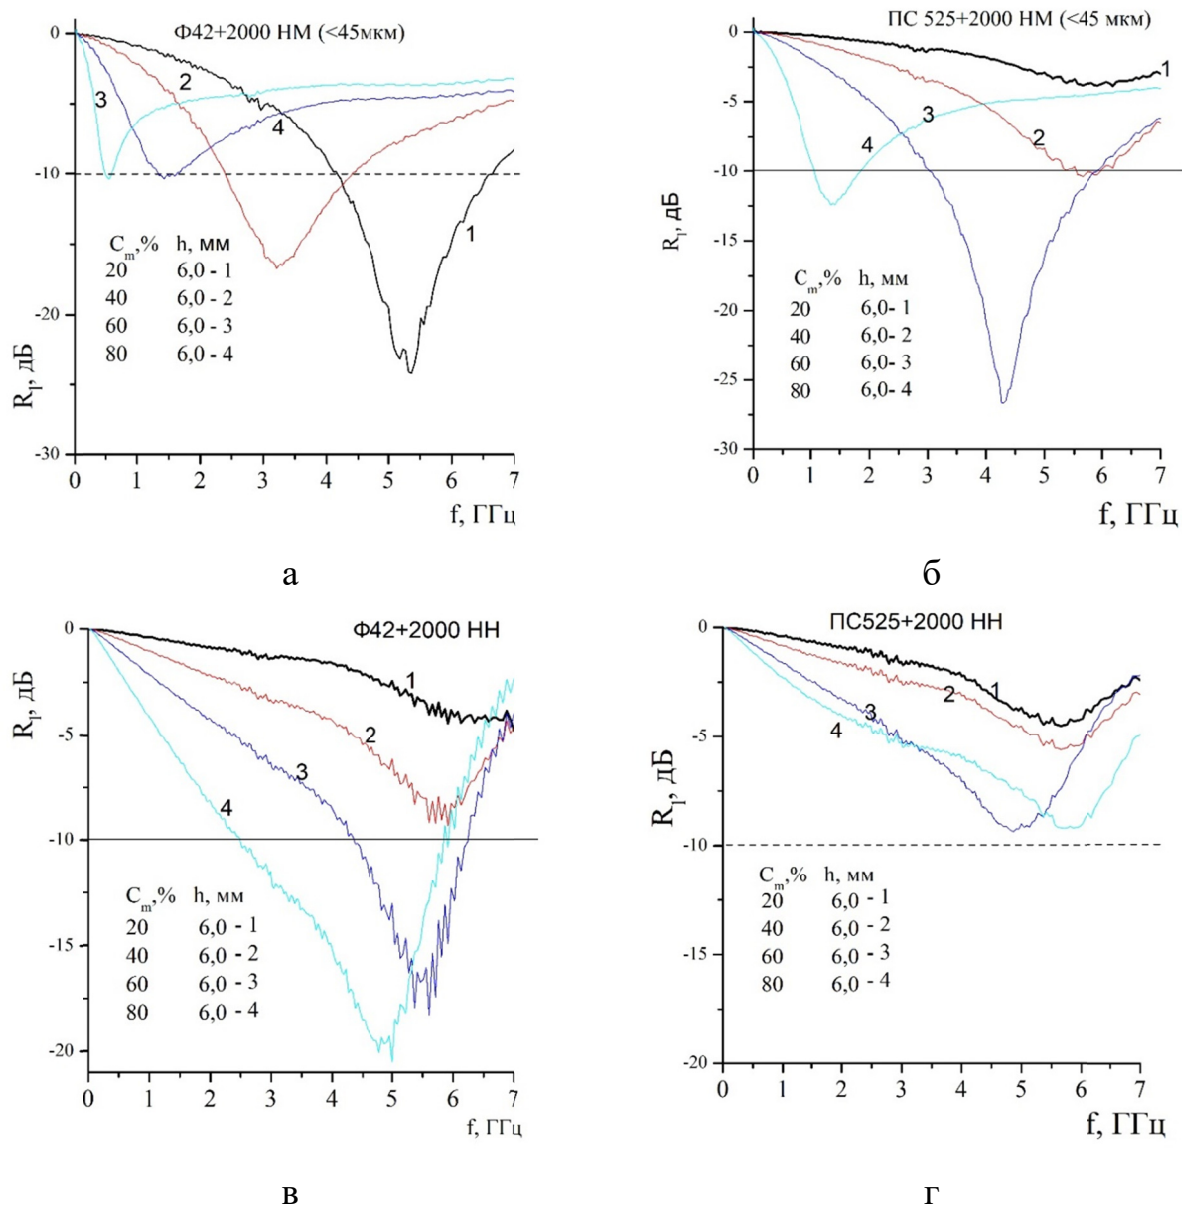 Ф42+2000 НМ (<45мкм)
0
-5
-10
-20
-30
R₁, дБ
1
2
3
4
Cm,% h, мм
20 6,0 - 1
40 6,0 - 2
60 6,0 - 3
80 6,0 - 4
0 1 2 3 4 5 6 7
f, ГГц
а
ПС 525+2000 НМ (<45 мкм)
0
-5
-10
-15
-20
-25
-30
R₁, дБ
1
2
3
4
Cm,% h, мм
20 6,0- 1
40 6,0- 2
60 6,0- 3
80 6,0- 4
0 1 2 3 4 5 6 7
f, ГГц
б
Ф42+2000 НН
0
-5
-10
-15
-20
R₁, дБ
1
2
3
4
Cm,% h, мм
20 6,0 - 1
40 6,0 - 2
60 6,0 - 3
80 6,0 - 4
0 1 2 3 4 5 6 7
f, ГГц
в
ПС525+2000 НН
0
-5
-10
-15
-20
R₁, дБ
1
2
3
4
Cm,% h, мм
20 6,0 - 1
40 6,0 - 2
60 6,0 - 3
80 6,0 - 4
0 1 2 3 4 5 6 7
f, ГГц
г